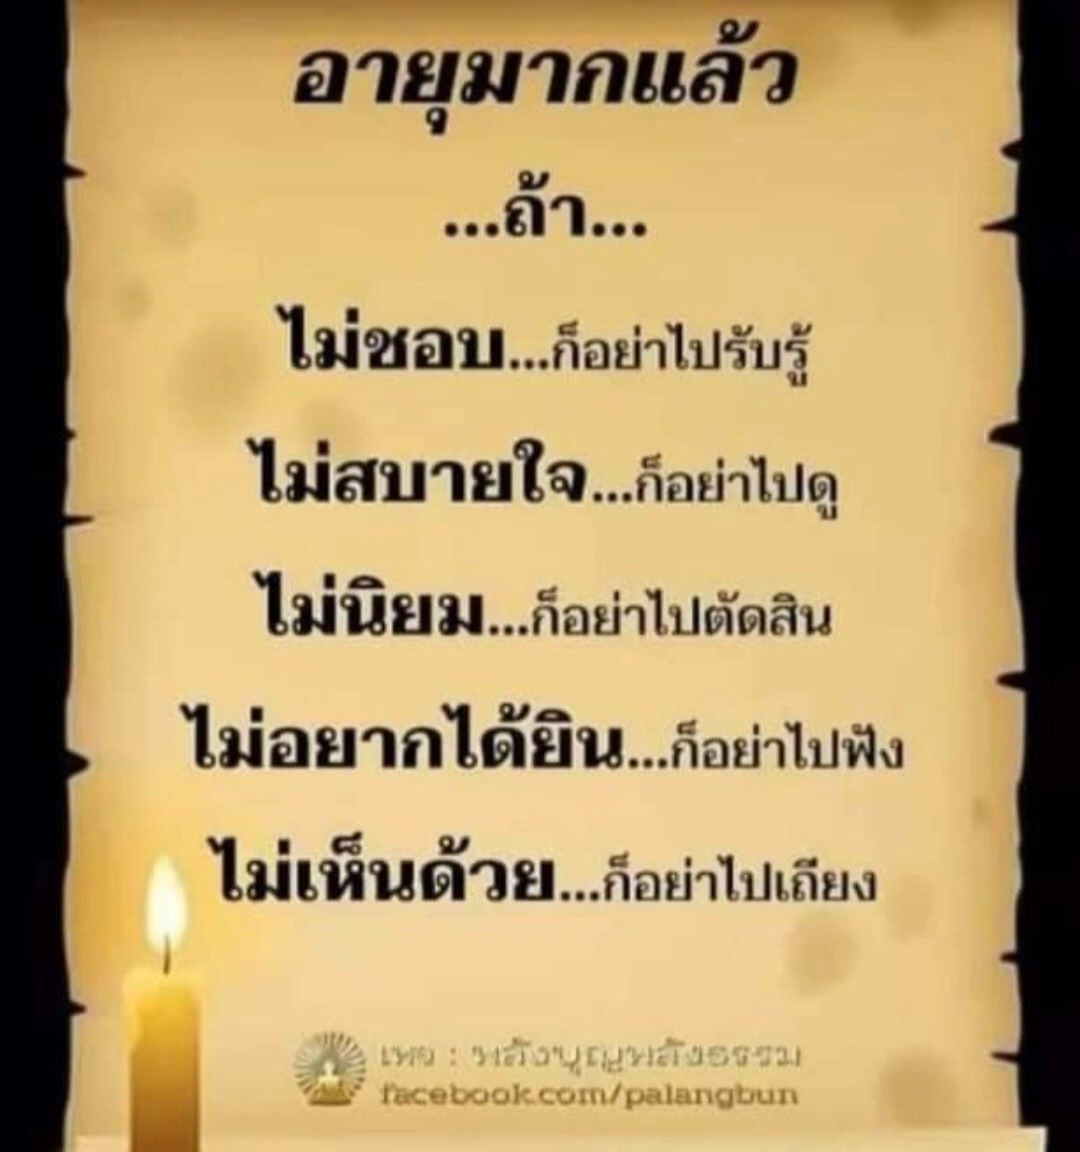 อายุมากแล้ว
...ถ้า...
ไม่ชอบ...ก็อย่าไปรับรู้
ไม่สบายใจ...ก็อย่าไปดู
ไม่นิยม...ก็อย่าไปตัดสิน
ไม่อยากได้ยิน...ก็อย่าไปฟัง
ไม่เห็นด้วย...ก็อย่าไปเถียง
เพจ : พลังบุญพลังธรรม
facebook.com/palangbun